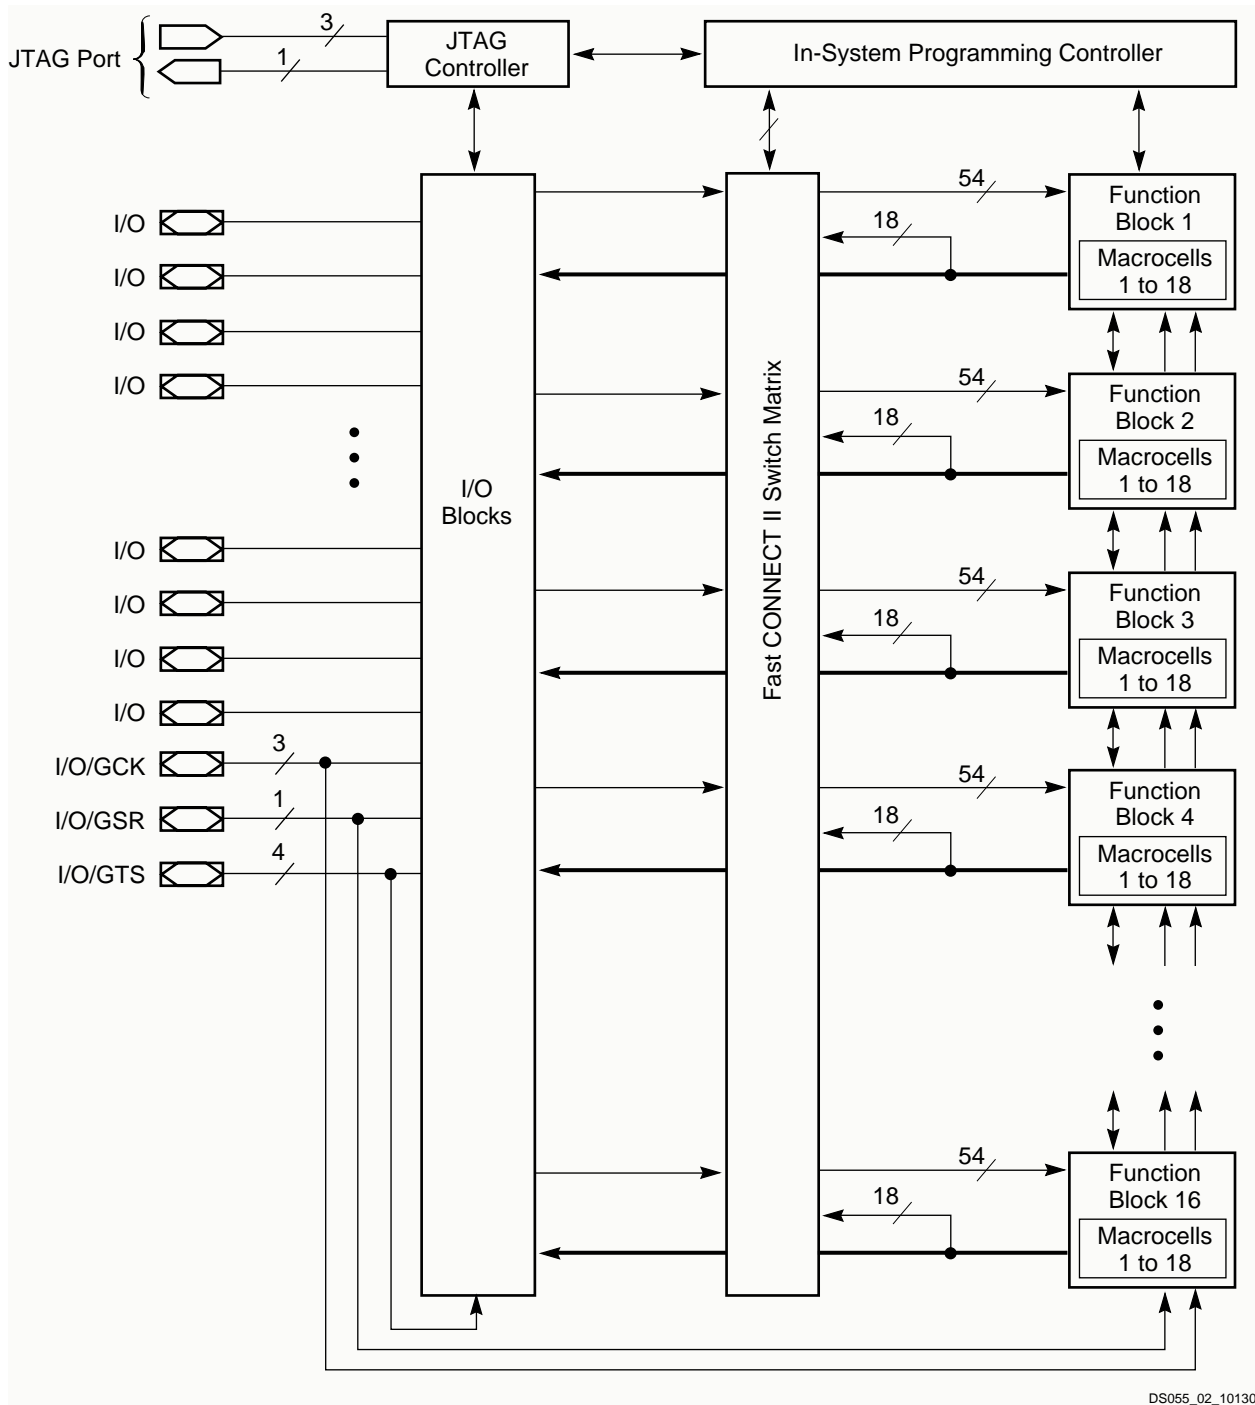 JTAG Port
3
1
JTAG
Controller
In-System Programming Controller
I/O
I/O
I/O
I/O
I/O
I/O
I/O
I/O
I/O/GCK
3
I/O/GSR
1
I/O/GTS
4
I/O
Blocks
Fast CONNECT II Switch Matrix
54
18
Function
Block 1
Macrocells
1 to 18
54
18
Function
Block 2
Macrocells
1 to 18
54
18
Function
Block 3
Macrocells
1 to 18
54
18
Function
Block 4
Macrocells
1 to 18
54
18
Function
Block 16
Macrocells
1 to 18
DS055_02_10130